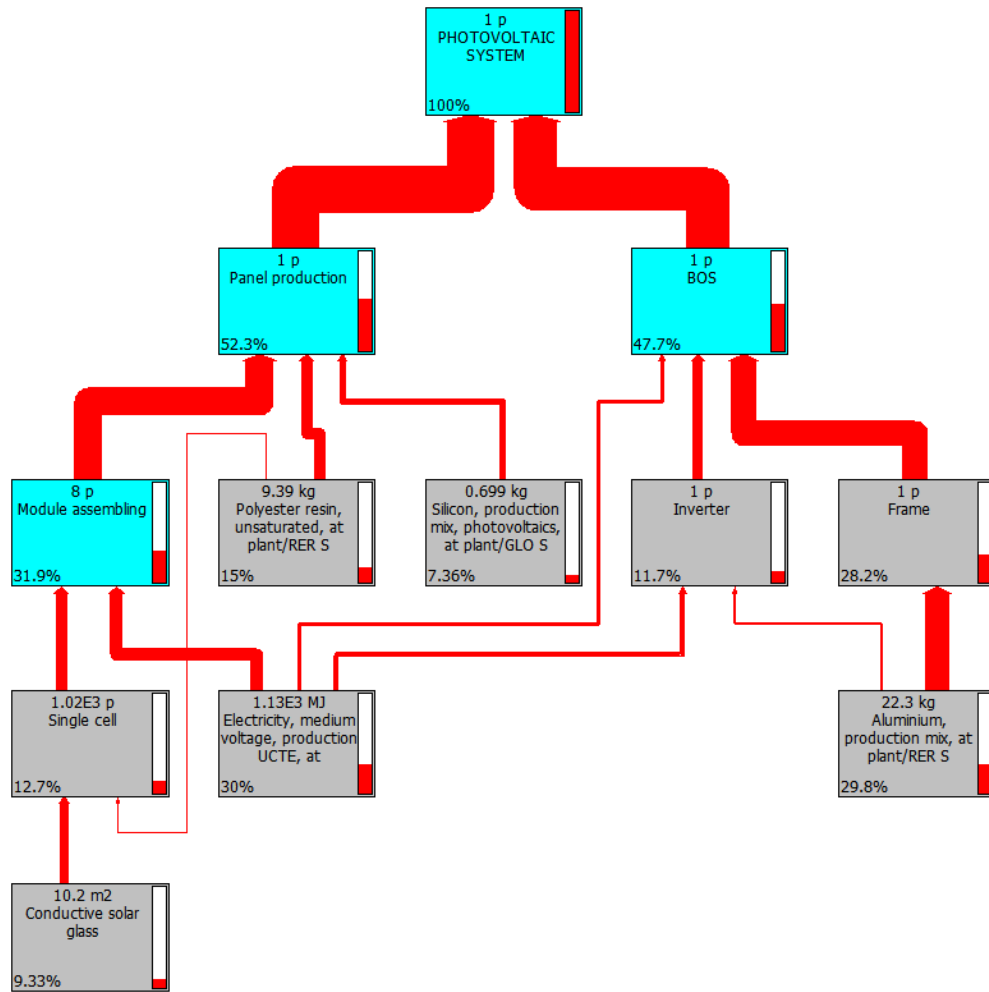 1 p
PHOTOVOLTAIC
SYSTEM
100%
1 p
Panel production
52.3%
1 p
BOS
47.7%
8 p
Module assembling
31.9%
9.39 kg
Polyester resin,
unsaturated, at
plant/RER S
15%
0.699 kg
Silicon, production
mix, photovoltaics,
at plant/GLO S
7.36%
1 p
Inverter
11.7%
1 p
Frame
28.2%
1.02E3 p
Single cell
12.7%
1.13E3 MJ
Electricity, medium
voltage, production
UCTE, at
30%
22.3 kg
Aluminium,
production mix, at
plant/RER S
29.8%
10.2 m2
Conductive solar
glass
9.33%